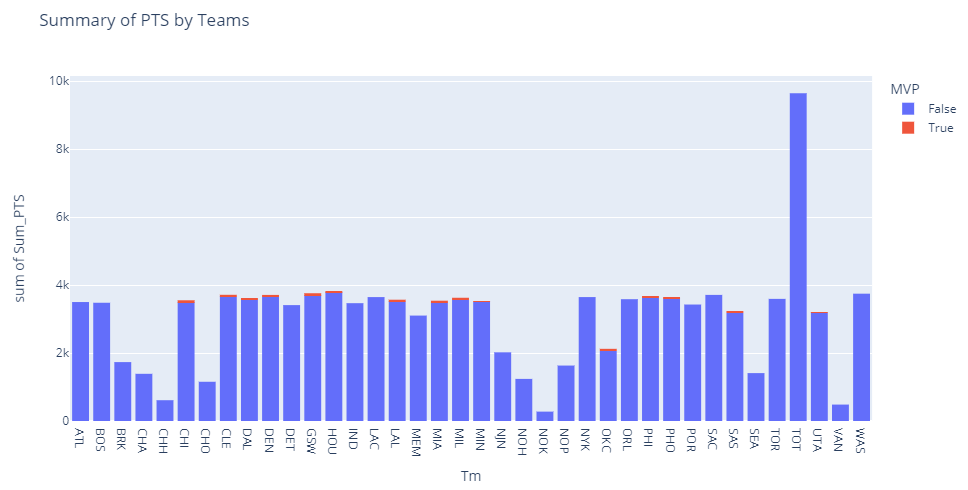 Summary of PTS by Teams
MVP
False
True
sum of Sum_PTS
10k
8k
6k
4k
2k
0
ATL
BOS
BRK
CHA
CHH
CHI
CHO
CLE
DAL
DEN
DET
GSW
HOU
IND
LAC
LAL
MEM
MIA
MIL
MIN
NJN
NOH
NOK
NOP
NYK
OKC
ORL
PHI
PHO
POR
SAC
SAS
SEA
TOR
TOT
UTA
VAN
WAS
Tm